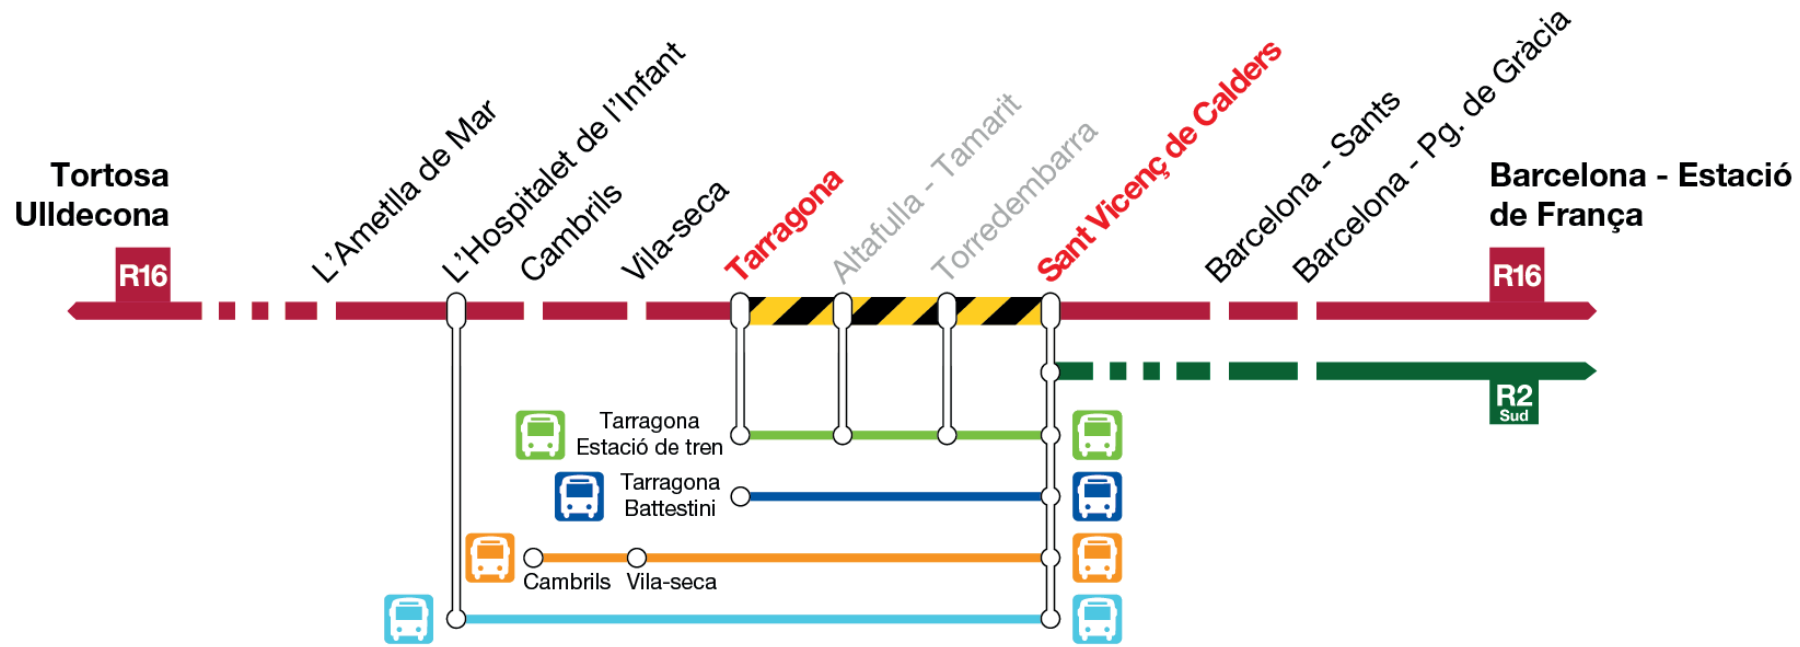 Tortosa
Ulldecona
R16
L'Ametlla de Mar
L'Hospitalet de l'Infant
Cambrils
Vila-seca
Tarragona
Altafulla - Tamarit
Torredembarra
Sant Vicenç de Calders
Barcelona - Sants
Barcelona - Pg. de Gràcia
Barcelona - Estació
de França
R16
R2
Sud
Tarragona
Estació de tren
Tarragona
Battestini
Cambrils
Vila-seca